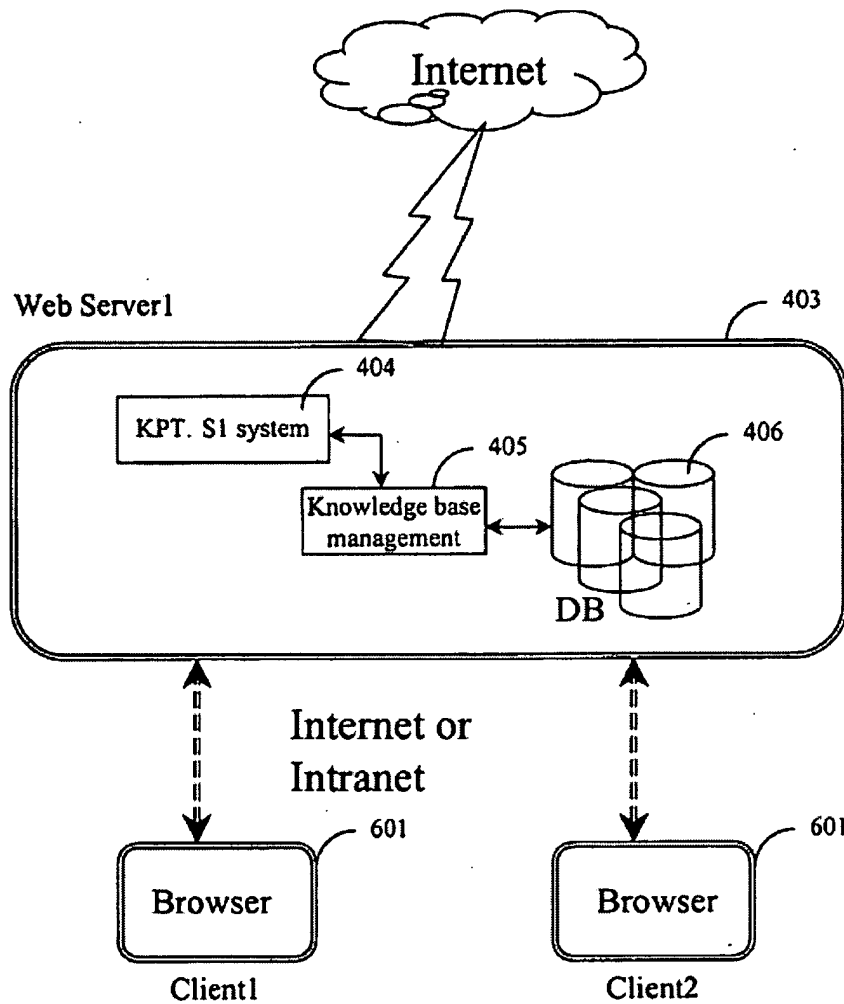 Internet
Web Server1
403
404
KPT. S1 system
405
406
Knowledge base
management
DB
Internet or
Intranet
601
601
Browser
Browser
Client1
Client2